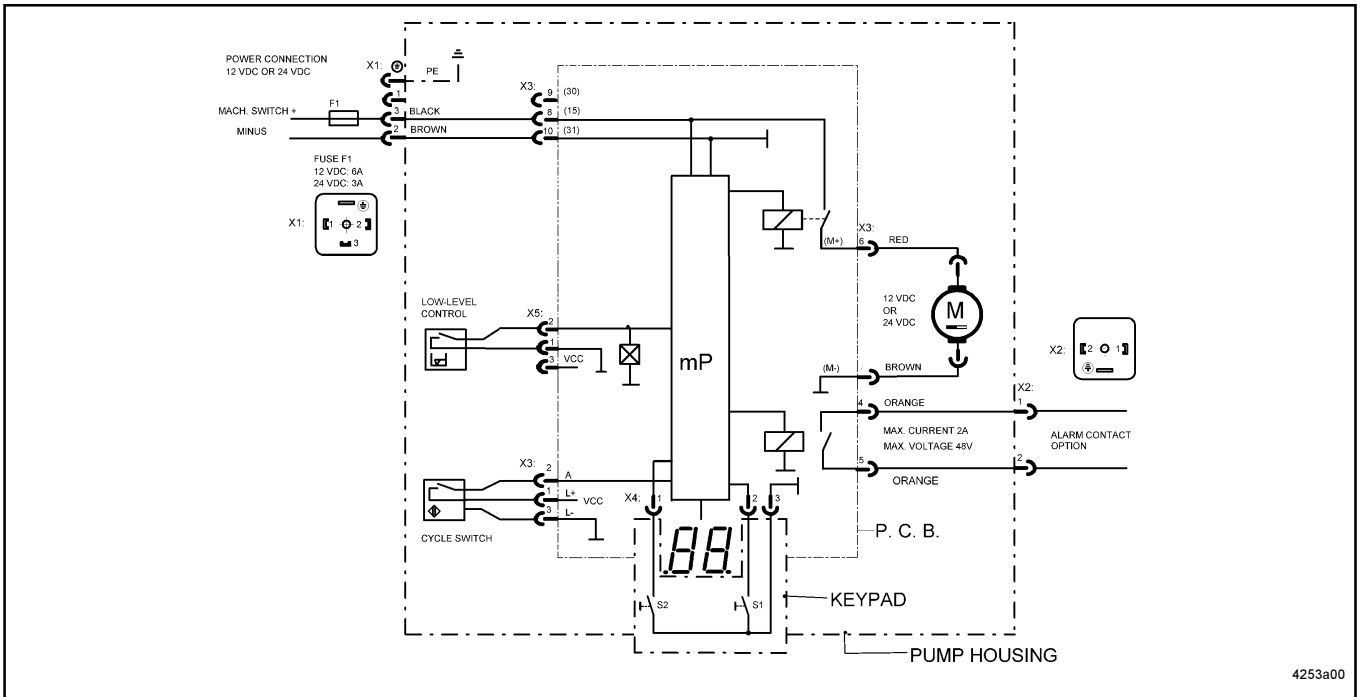 POWER CONNECTION
12 VDC OR 24 VDC
X1:
PE
1
MACH. SWITCH +
F1
3
BLACK
MINUS
2
BROWN
X3:
9
(30)
8
(15)
10
(31)
FUSE F1
12 VDC: 6A
24 VDC: 3A
X1:
1
2
3
(M+)
X3:
6
RED
12 VDC
OR
24 VDC
M
LOW-LEVEL
CONTROL
X5:
2
1
3
VCC
mP
(M-)
BROWN
X2:
2
1
X2:
4
ORANGE
1
MAX. CURRENT 2A
MAX. VOLTAGE 48V
ALARM CONTACT
OPTION
5
ORANGE
2
X3:
2
A
1
L+
VCC
3
L-
CYCLE SWITCH
X4:
1
2
3
.8.8.
P. C. B.
S2
S1
KEYPAD
PUMP HOUSING
4253a00